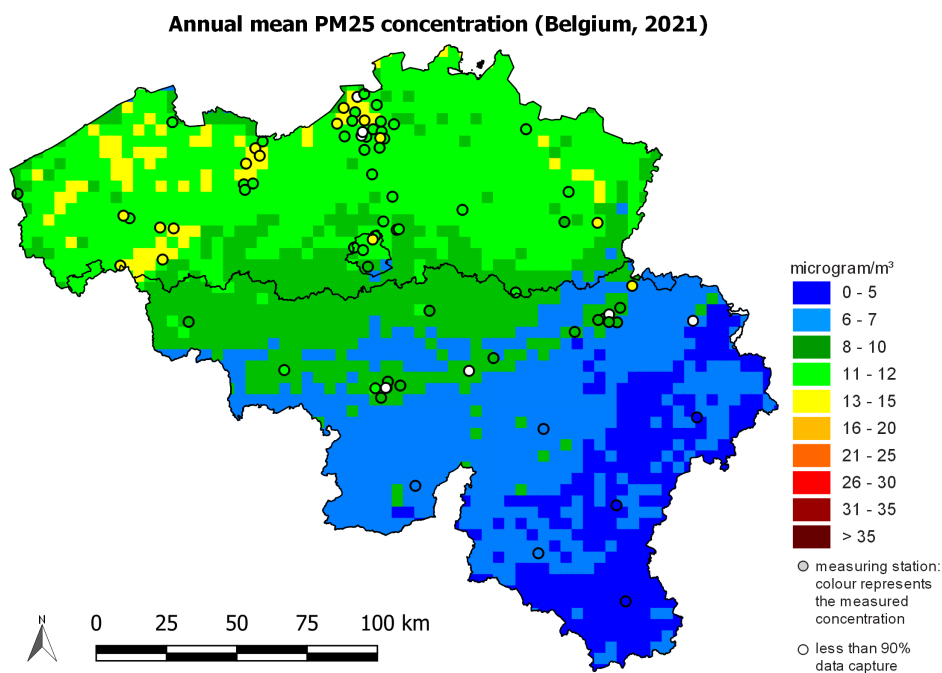 Annual mean PM25 concentration (Belgium, 2021)
microgram/m³
0 - 5
6 - 7
8 - 10
11 - 12
13 - 15
16 - 20
21 - 25
26 - 30
31 - 35
> 35
measuring station:
colour represents
the measured
concentration
less than 90%
data capture
N
0 25 50 75 100 km